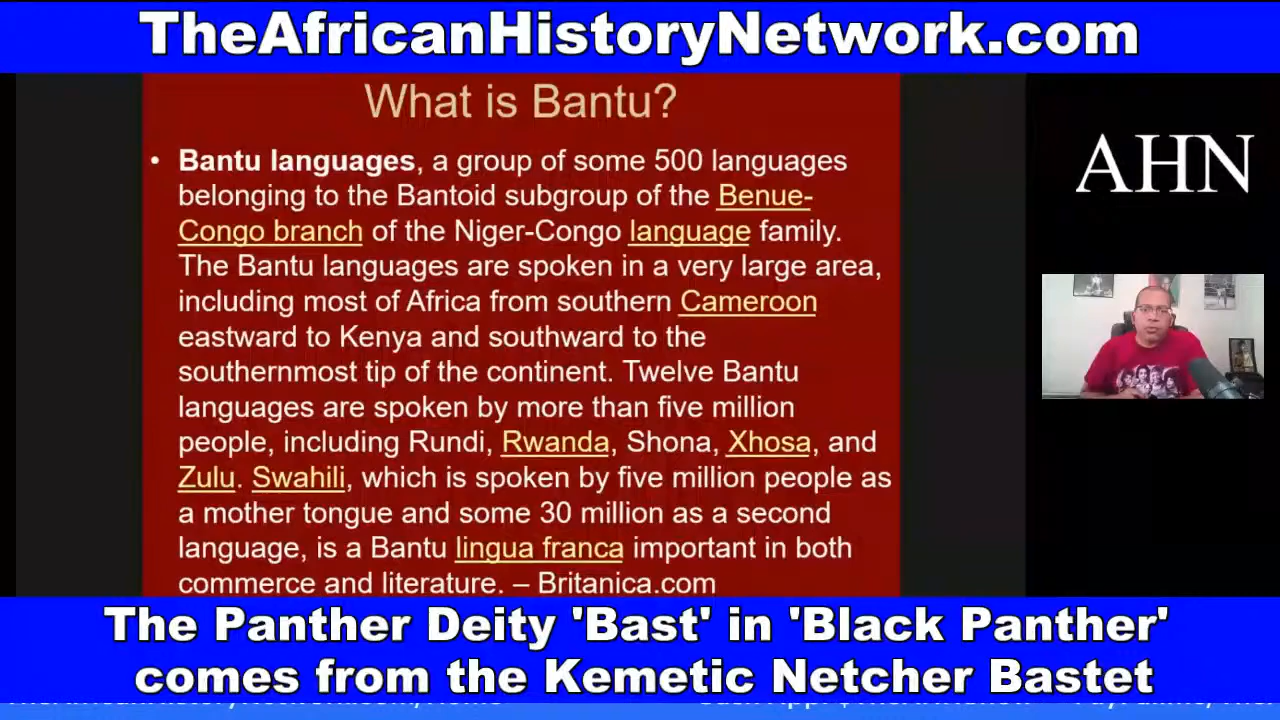 TheAfricanHistoryNetwork.com
What is Bantu?
• Bantu languages, a group of some 500 languages
belonging to the Bantoid subgroup of the Benue-
Congo branch of the Niger-Congo language family.
The Bantu languages are spoken in a very large area,
including most of Africa from southern Cameroon
eastward to Kenya and southward to the
southernmost tip of the continent. Twelve Bantu
languages are spoken by more than five million
people, including Rundi, Rwanda, Shona, Xhosa, and
Zulu. Swahili, which is spoken by five million people as
a mother tongue and some 30 million as a second
language, is a Bantu lingua franca important in both
commerce and literature. – Britanica.com
AHN
The Panther Deity 'Bast' in 'Black Panther'
comes from the Kemetic Netcher Bastet